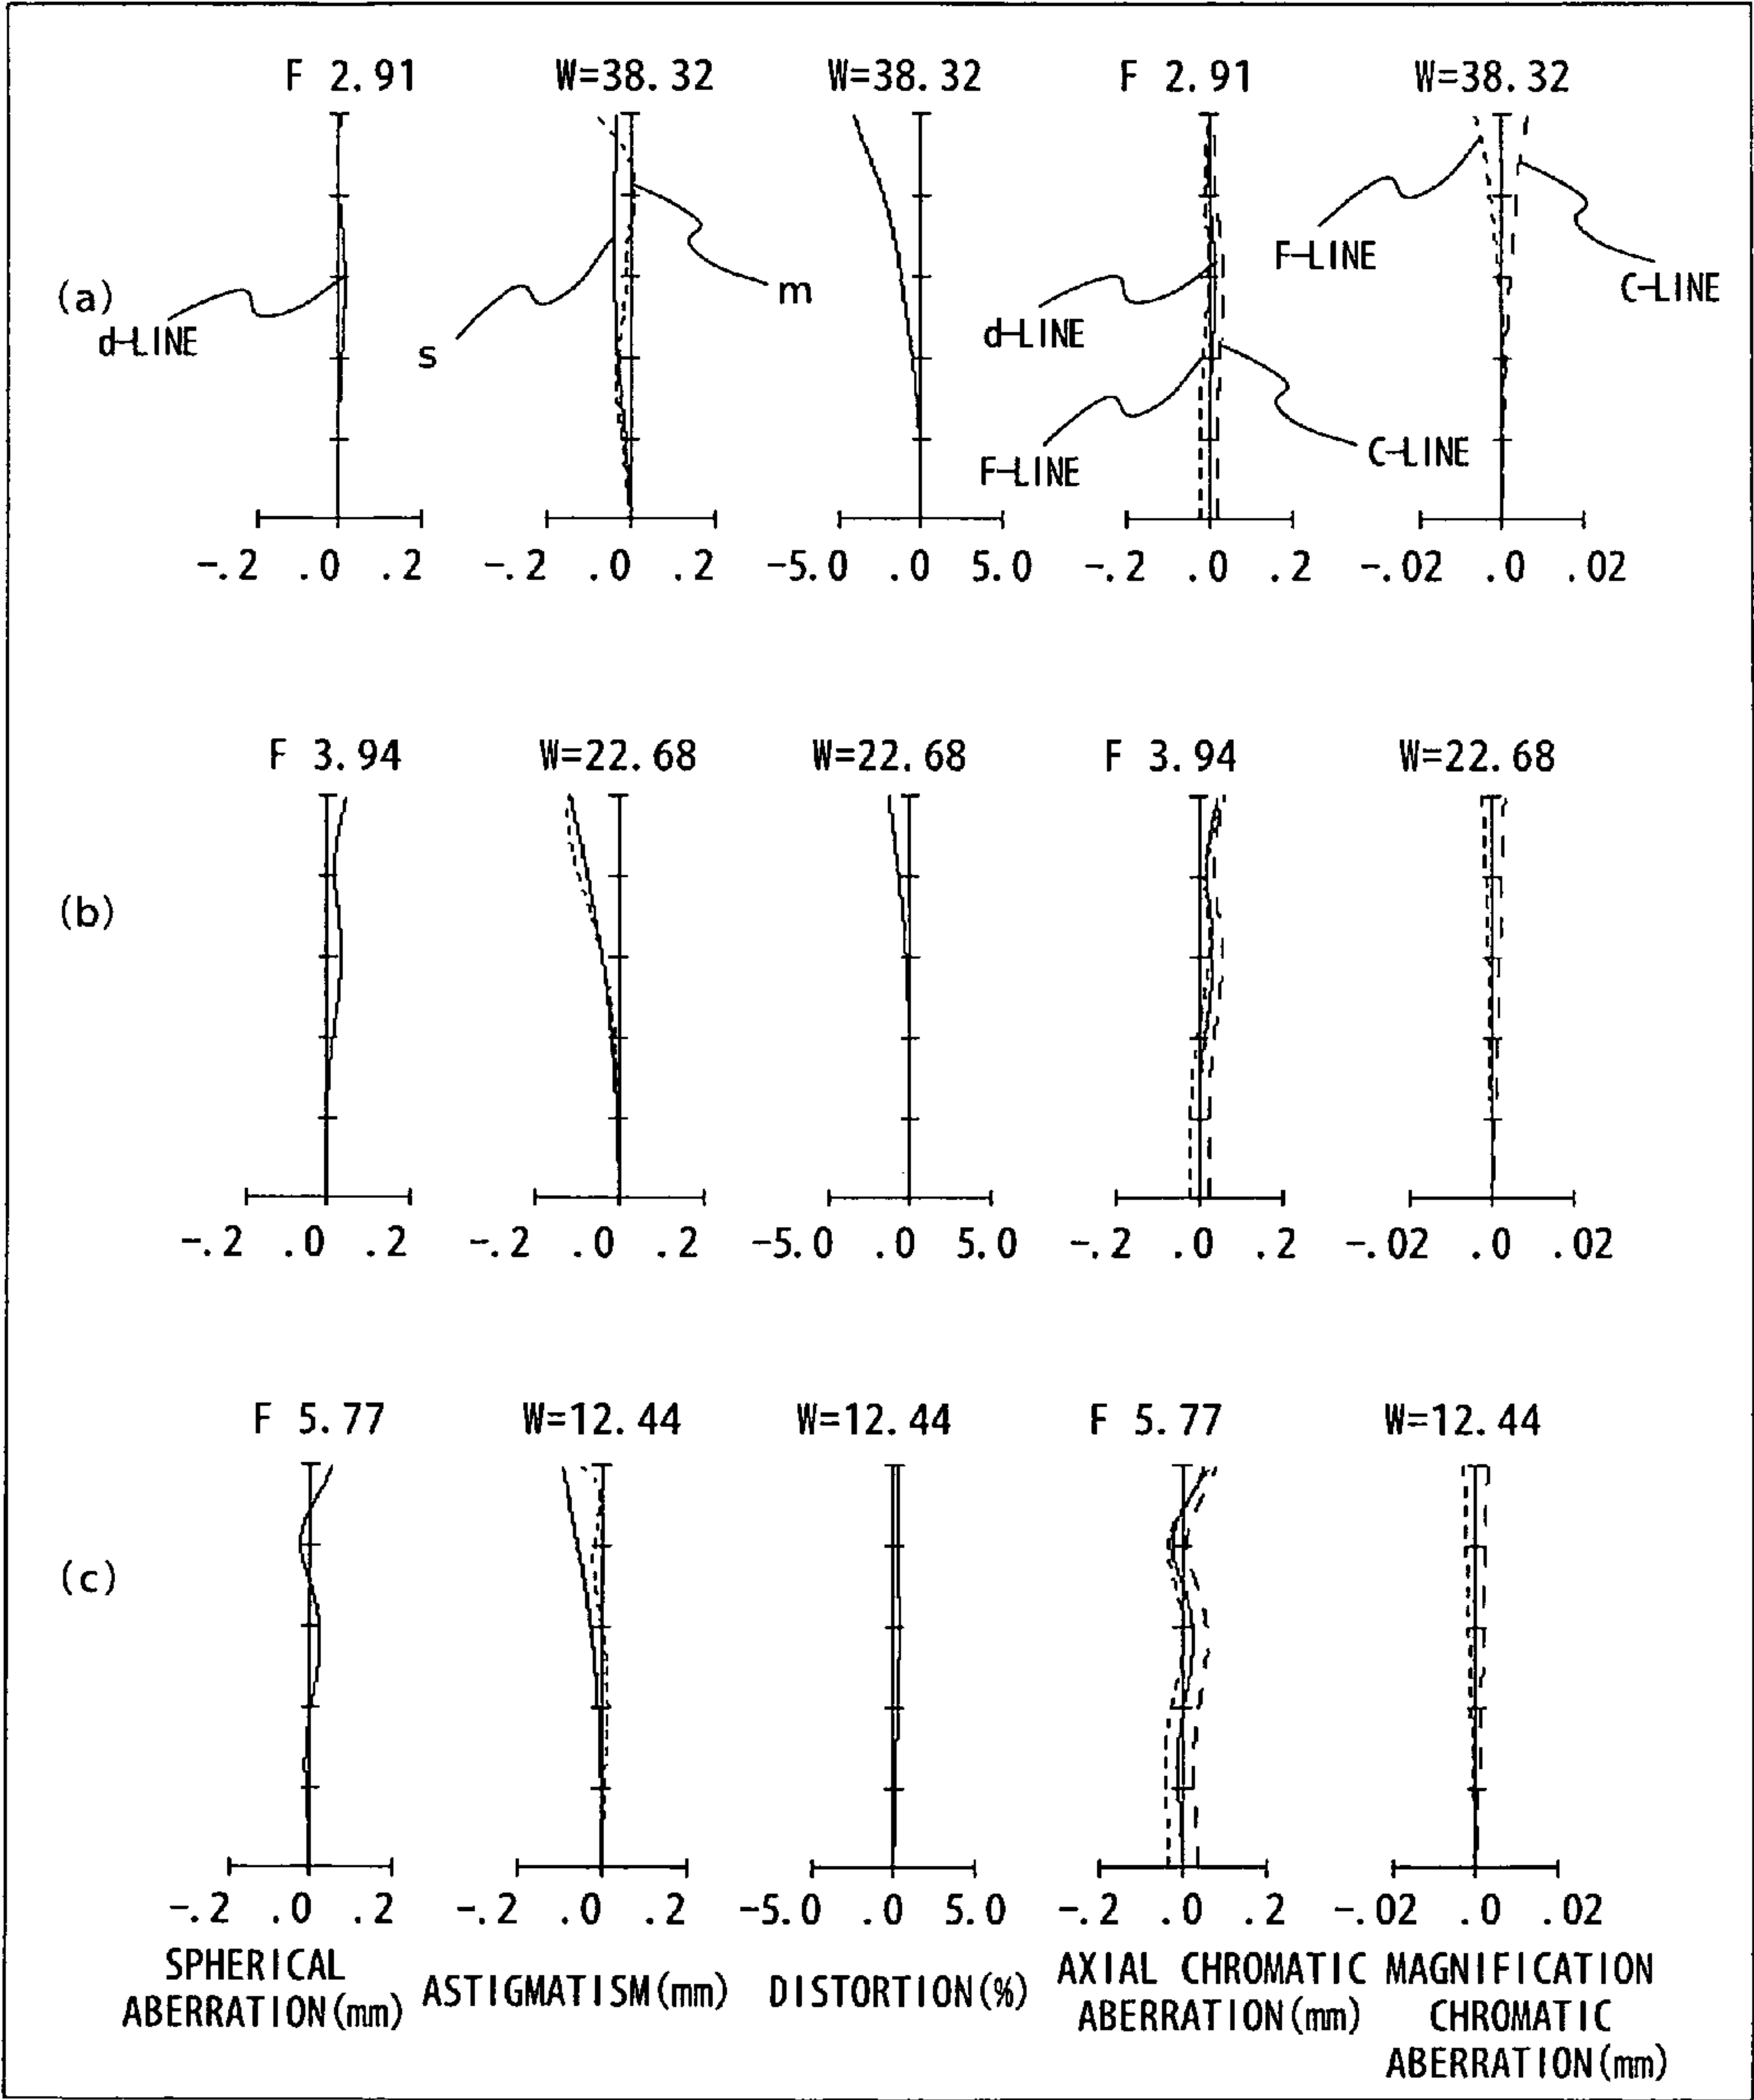 F 2.91 W=38.32 W=38.32 F 2.91 W=38.32
F-LINE
C-LINE
(a)
m
d-LINE
d-LINE
s
C-LINE
F-LINE
-.2 .0 .2 -.2 .0 .2 -5.0 .0 5.0 -.2 .0 .2 -.02 .0 .02
F 3.94 W=22.68 W=22.68 F 3.94 W=22.68
(b)
-.2 .0 .2 -.2 .0 .2 -5.0 .0 5.0 -.2 .0 .2 -.02 .0 .02
F 5.77 W=12.44 W=12.44 F 5.77 W=12.44
(c)
-.2 .0 .2 -.2 .0 .2 -5.0 .0 5.0 -.2 .0 .2 -.02 .0 .02
SPHERICAL
ABERRATION(mm)
ASTIGMATISM(mm)
DISTORTION(%)
AXIAL CHROMATIC
ABERRATION(mm)
MAGNIFICATION
CHROMATIC
ABERRATION(mm)